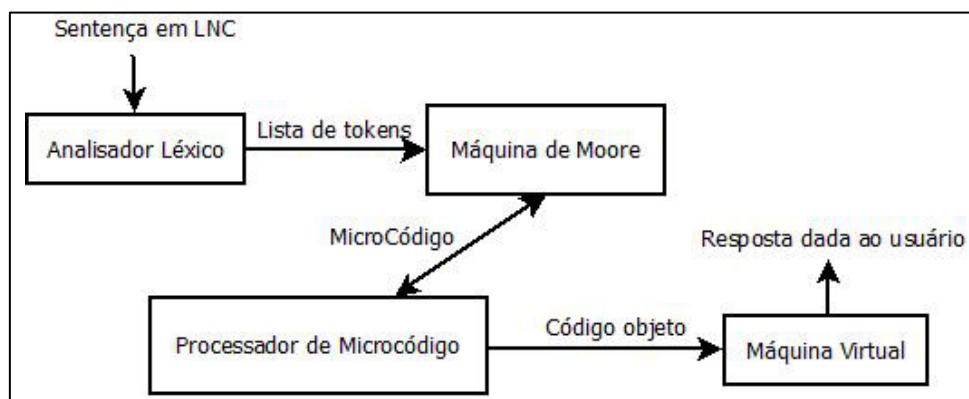 Sentença em LNC
Analisador Léxico
Lista de tokens
Máquina de Moore
MicroCódigo
Processador de Microcódigo
Código objeto
Máquina Virtual
Resposta dada ao usuário